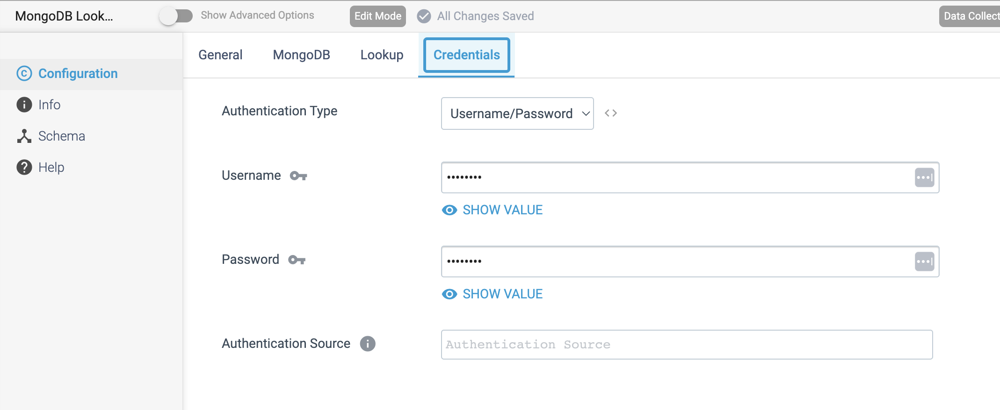 MongoDB Look...
Show Advanced Options
Edit Mode
All Changes Saved
Data Collect
Configuration
Info
Schema
Help
General
MongoDB
Lookup
Credentials
Authentication Type
Username/Password
Username
••••••••
SHOW VALUE
Password
••••••••
SHOW VALUE
Authentication Source
Authentication Source